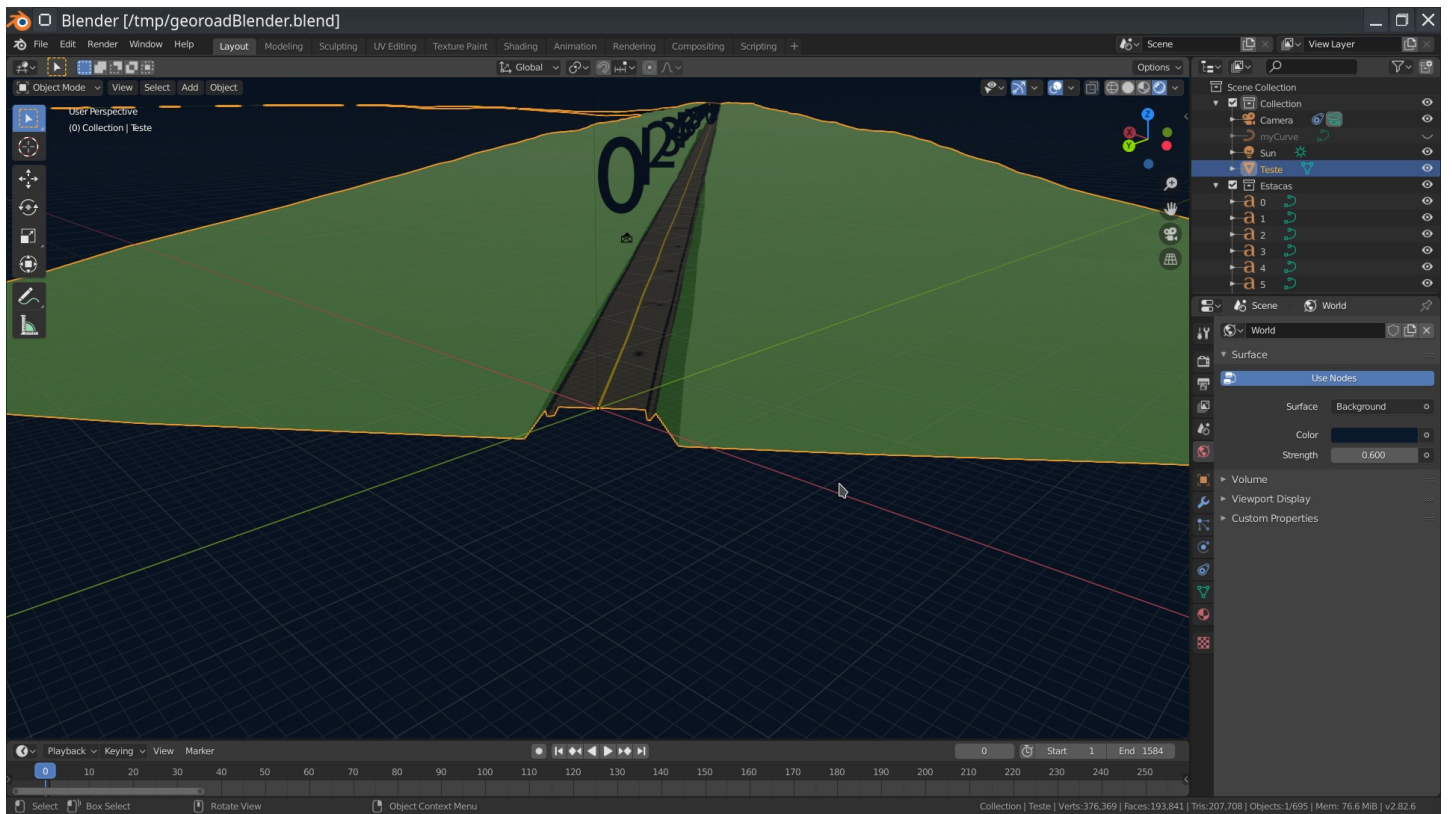 Blender [/tmp/georoadBlender.blend]
File Edit Render Window Help Layout Modeling Sculpting UV Editing Texture Paint Shading Animation Rendering Compositing Scripting + Scene View Layer
Global Options
Object Mode View Select Add Object
User Perspective
(0) Collection | Teste
0
Z
X
Y
Scene Collection
Collection
Camera
myCurve
Sun
Teste
Estacas
a 0
a 1
a 2
a 3
a 4
a 5
Scene World
World
Surface
Use Nodes
Surface Background
Color
Strength 0.600
Volume
Viewport Display
Custom Properties
Playback Keying View Marker 0 Start 1 End 1584
0 10 20 30 40 50 60 70 80 90 100 110 120 130 140 150 160 170 180 190 200 210 220 230 240 250
Select Box Select Rotate View Object Context Menu Collection | Teste | Verts:376,369 | Faces:193,841 | Tris:207,708 | Objects:1/695 | Mem: 76.6 MiB | v2.82.6